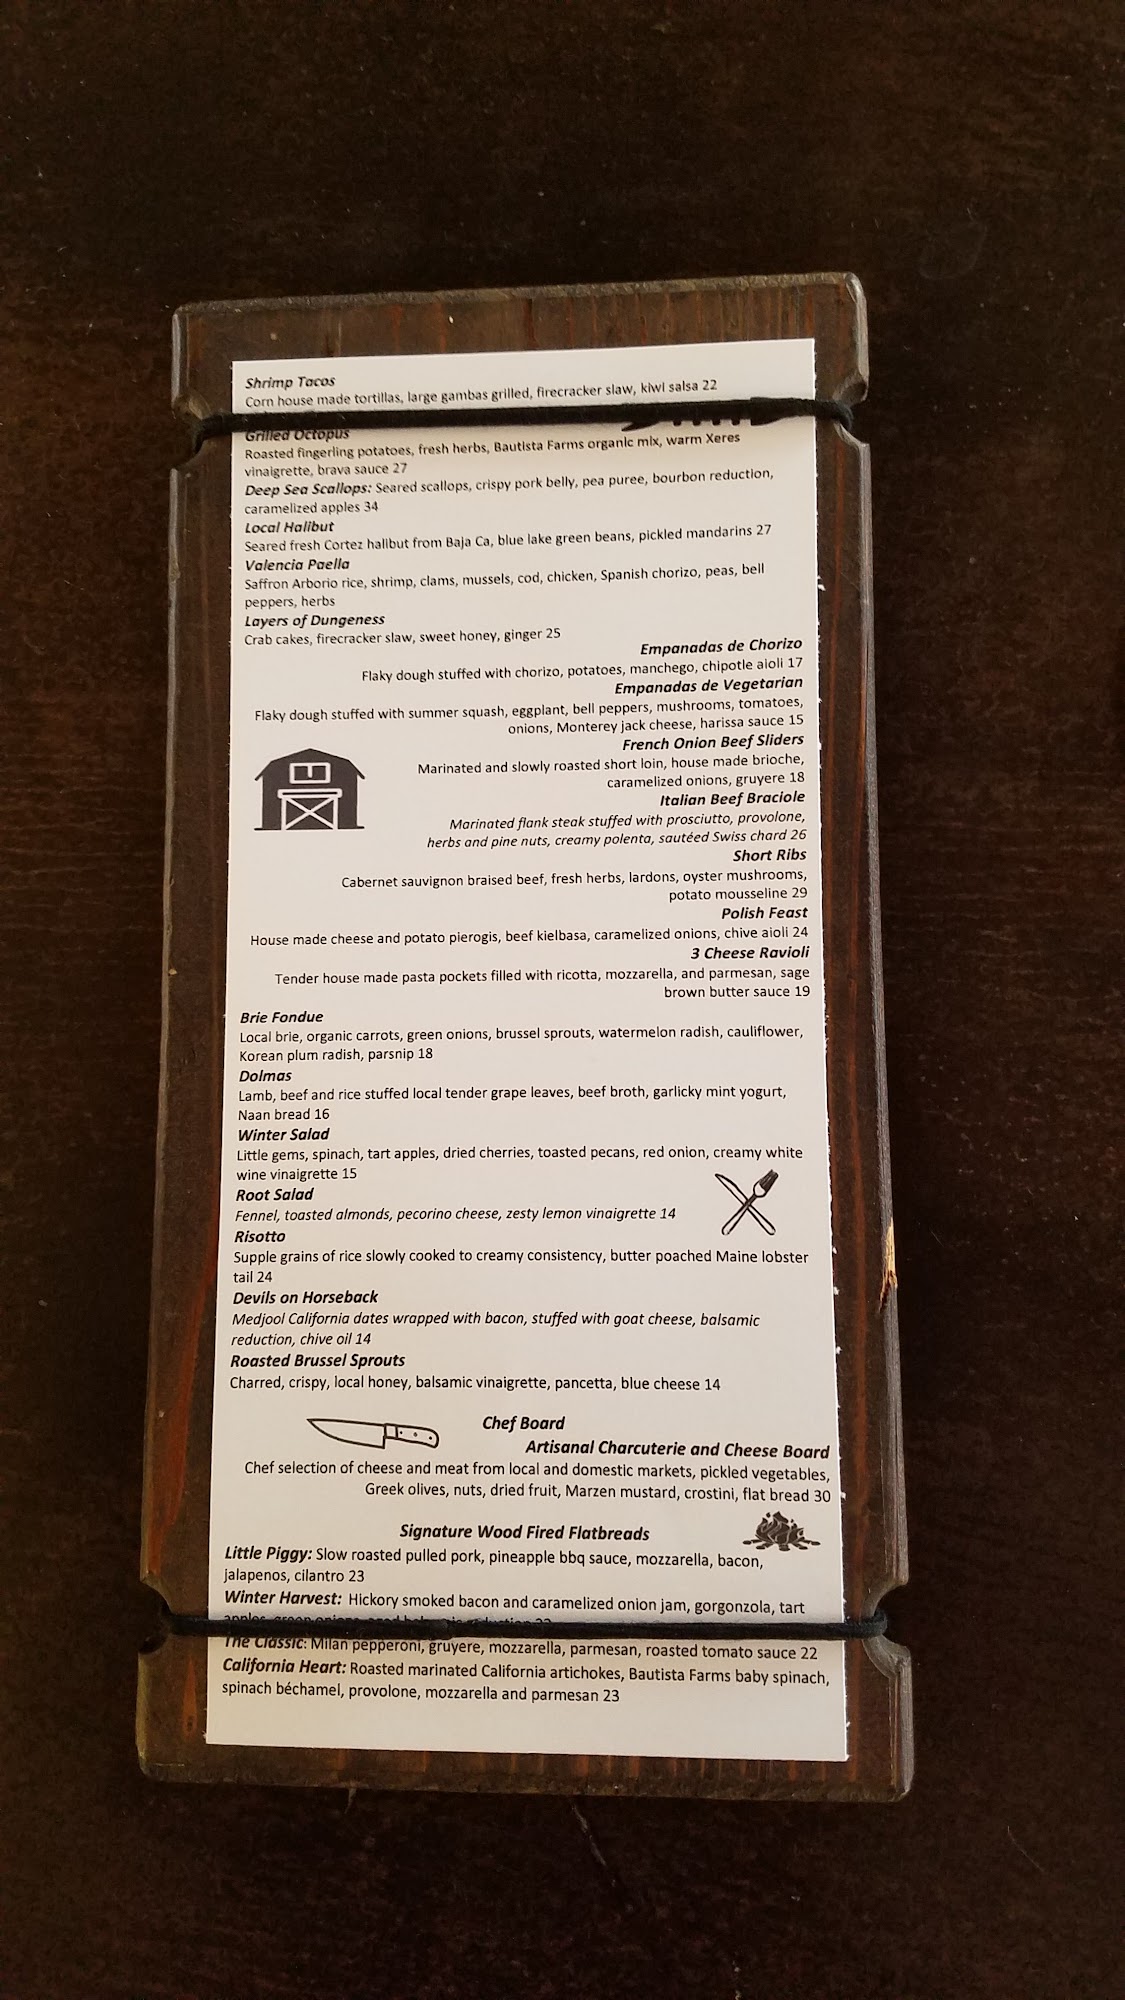 Shrimp Tacos
Corn house made tortillas, large gambas grilled, firecracker slaw, kiwi salsa 22
Grilled Octopus
Roasted fingerling potatoes, fresh herbs, Bautista Farms organic mix, warm Xeres
vinaigrette, brava sauce 27
Deep Sea Scallops: Seared scallops, crispy pork belly, pea puree, bourbon reduction,
caramelized apples 34
Local Halibut
Seared fresh Cortez halibut from Baja Ca, blue lake green beans, pickled mandarins 27
Valencia Paella
Saffron Arborio rice, shrimp, clams, mussels, cod, chicken, Spanish chorizo, peas, bell
peppers, herbs
Layers of Dungeness
Crab cakes, firecracker slaw, sweet honey, ginger 25
Empanadas de Chorizo
Flaky dough stuffed with chorizo, potatoes, manchego, chipotle aioli 17
Empanadas de Vegetarian
Flaky dough stuffed with summer squash, eggplant, bell peppers, mushrooms, tomatoes,
onions, Monterey jack cheese, harissa sauce 15
French Onion Beef Sliders
Marinated and slowly roasted short loin, house made brioche,
caramelized onions, gruyere 18
Italian Beef Braciole
Marinated flank steak stuffed with prosciutto, provolone,
herbs and pine nuts, creamy polenta, sautéed Swiss chard 26
Short Ribs
Cabernet sauvignon braised beef, fresh herbs, lardons, oyster mushrooms,
potato mousseline 29
Polish Feast
House made cheese and potato pierogis, beef kielbasa, caramelized onions, chive aioli 24
3 Cheese Ravioli
Tender house made pasta pockets filled with ricotta, mozzarella, and parmesan, sage
brown butter sauce 19
Brie Fondue
Local brie, organic carrots, green onions, brussel sprouts, watermelon radish, cauliflower,
Korean plum radish, parsnip 18
Dolmas
Lamb, beef and rice stuffed local tender grape leaves, beef broth, garlicky mint yogurt,
Naan bread 16
Winter Salad
Little gems, spinach, tart apples, dried cherries, toasted pecans, red onion, creamy white
wine vinaigrette 15
Root Salad
Fennel, toasted almonds, pecorino cheese, zesty lemon vinaigrette 14
Risotto
Supple grains of rice slowly cooked to creamy consistency, butter poached Maine lobster
tail 24
Devils on Horseback
Medjool California dates wrapped with bacon, stuffed with goat cheese, balsamic
reduction, chive oil 14
Roasted Brussel Sprouts
Charred, crispy, local honey, balsamic vinaigrette, pancetta, blue cheese 14
Chef Board
Artisanal Charcuterie and Cheese Board
Chef selection of cheese and meat from local and domestic markets, pickled vegetables,
Greek olives, nuts, dried fruit, Marzen mustard, crostini, flat bread 30
Signature Wood Fired Flatbreads
Little Piggy: Slow roasted pulled pork, pineapple bbq sauce, mozzarella, bacon,
jalapenos, cilantro 23
Winter Harvest: Hickory smoked bacon and caramelized onion jam, gorgonzola, tart
apples, green onions, aged
The Classic: Milan pepperoni, gruyere, mozzarella, parmesan, roasted tomato sauce 22
California Heart: Roasted marinated California artichokes, Bautista Farms baby spinach,
spinach béchamel, provolone, mozzarella and parmesan 23